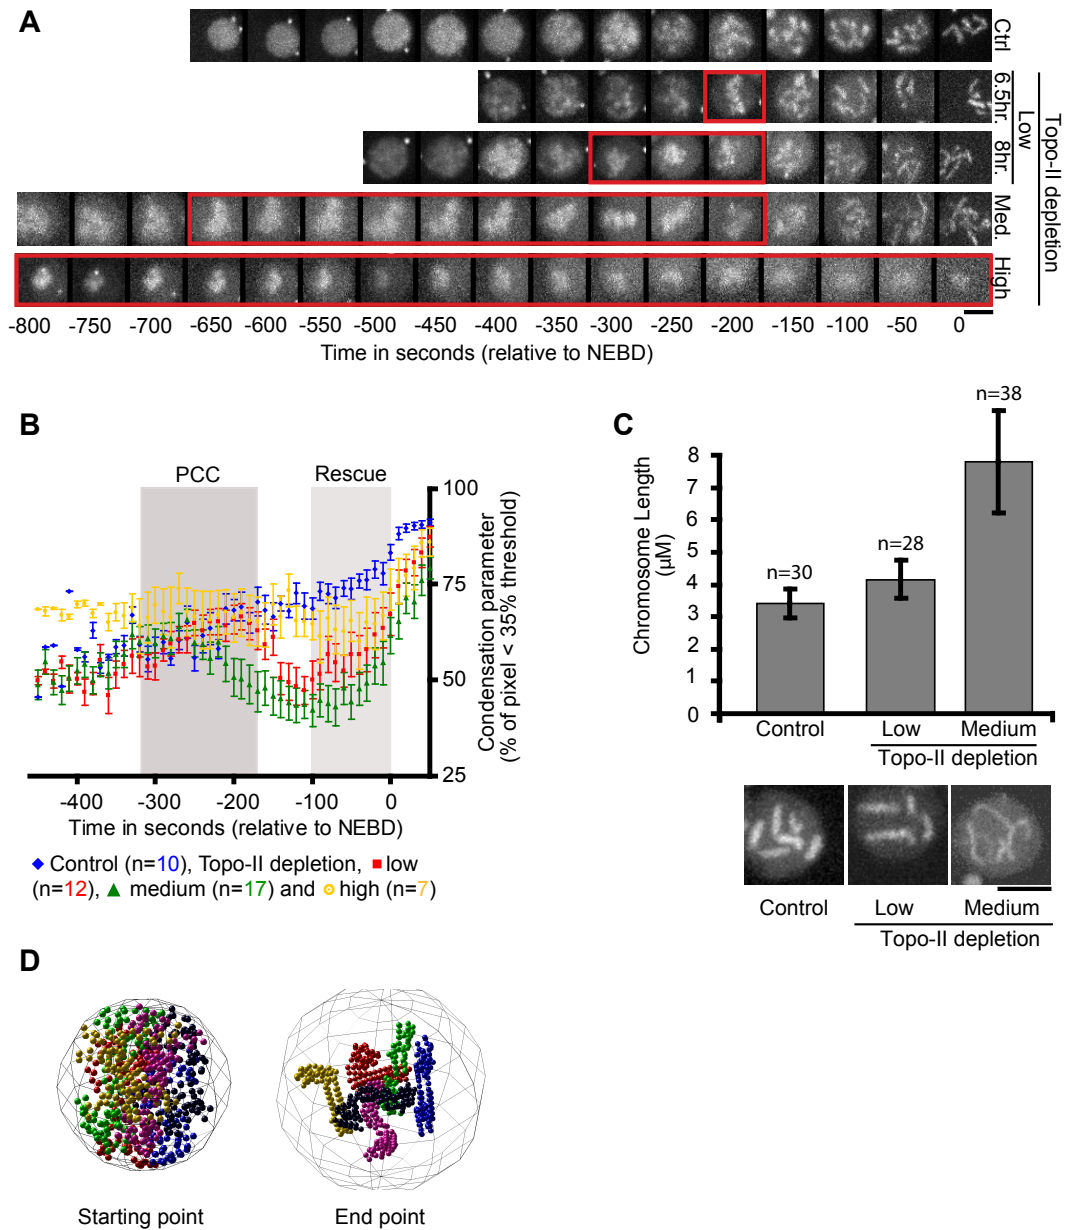 A
Ctrl
6.5hr.
8hr.
Low
Med.
High
Topo-II depletion
-800 -750 -700 -650 -600 -550 -500 -450 -400 -350 -300 -250 -200 -150 -100 -50 0
Time in seconds (relative to NEBD)
B
PCC
Rescue
100
75
50
25
Condensation parameter
(% of pixel < 35% threshold)
-400 -300 -200 -100 0
Time in seconds (relative to NEBD)
Control (n=10), Topo-II depletion, low
(n=12), medium (n=17) and high (n=7)
C
n=38
n=28
n=30
8
7
6
5
4
3
2
1
0
Chromosome Length
(µM)
Control
Low
Medium
Topo-II depletion
Control
Low
Medium
Topo-II depletion
D
Starting point
End point